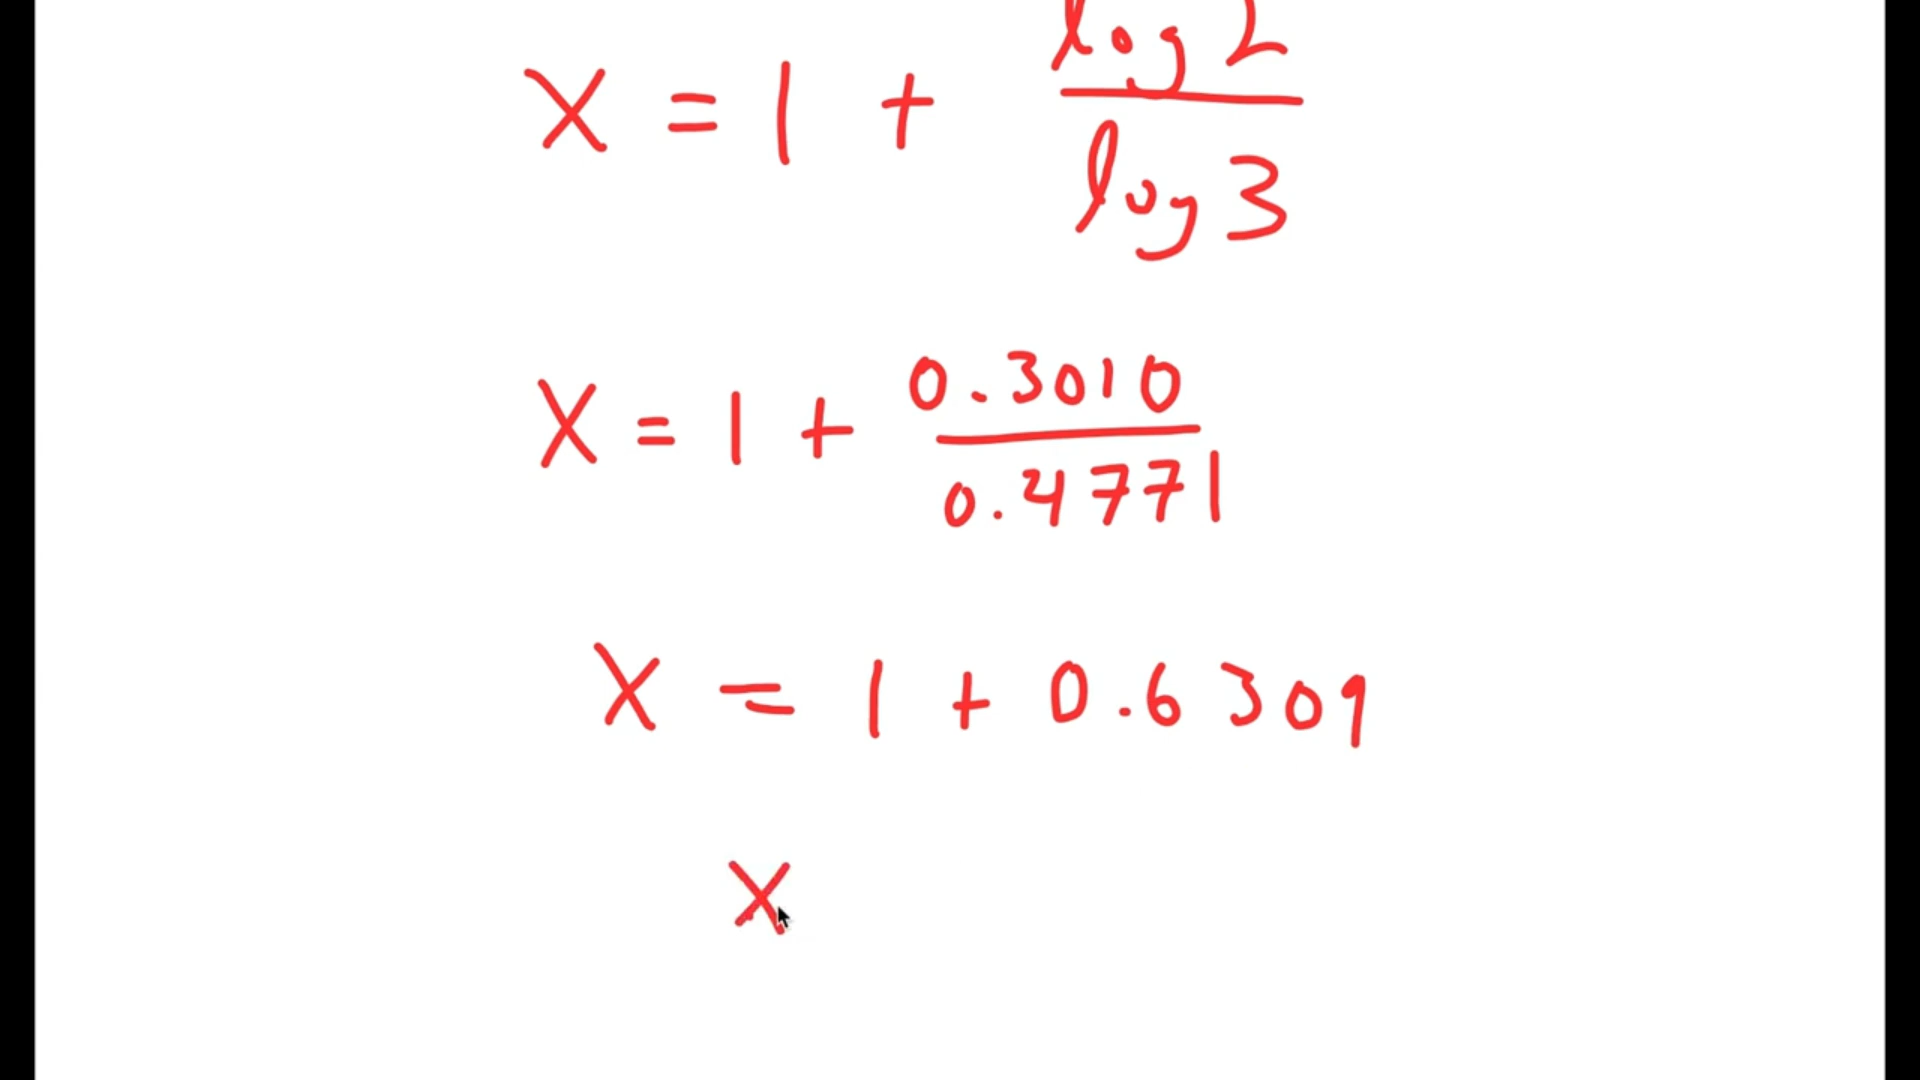 X = 1 + log 2 / log 3
X = 1 + 0.3010 / 0.4771
X = 1 + 0.6309
X